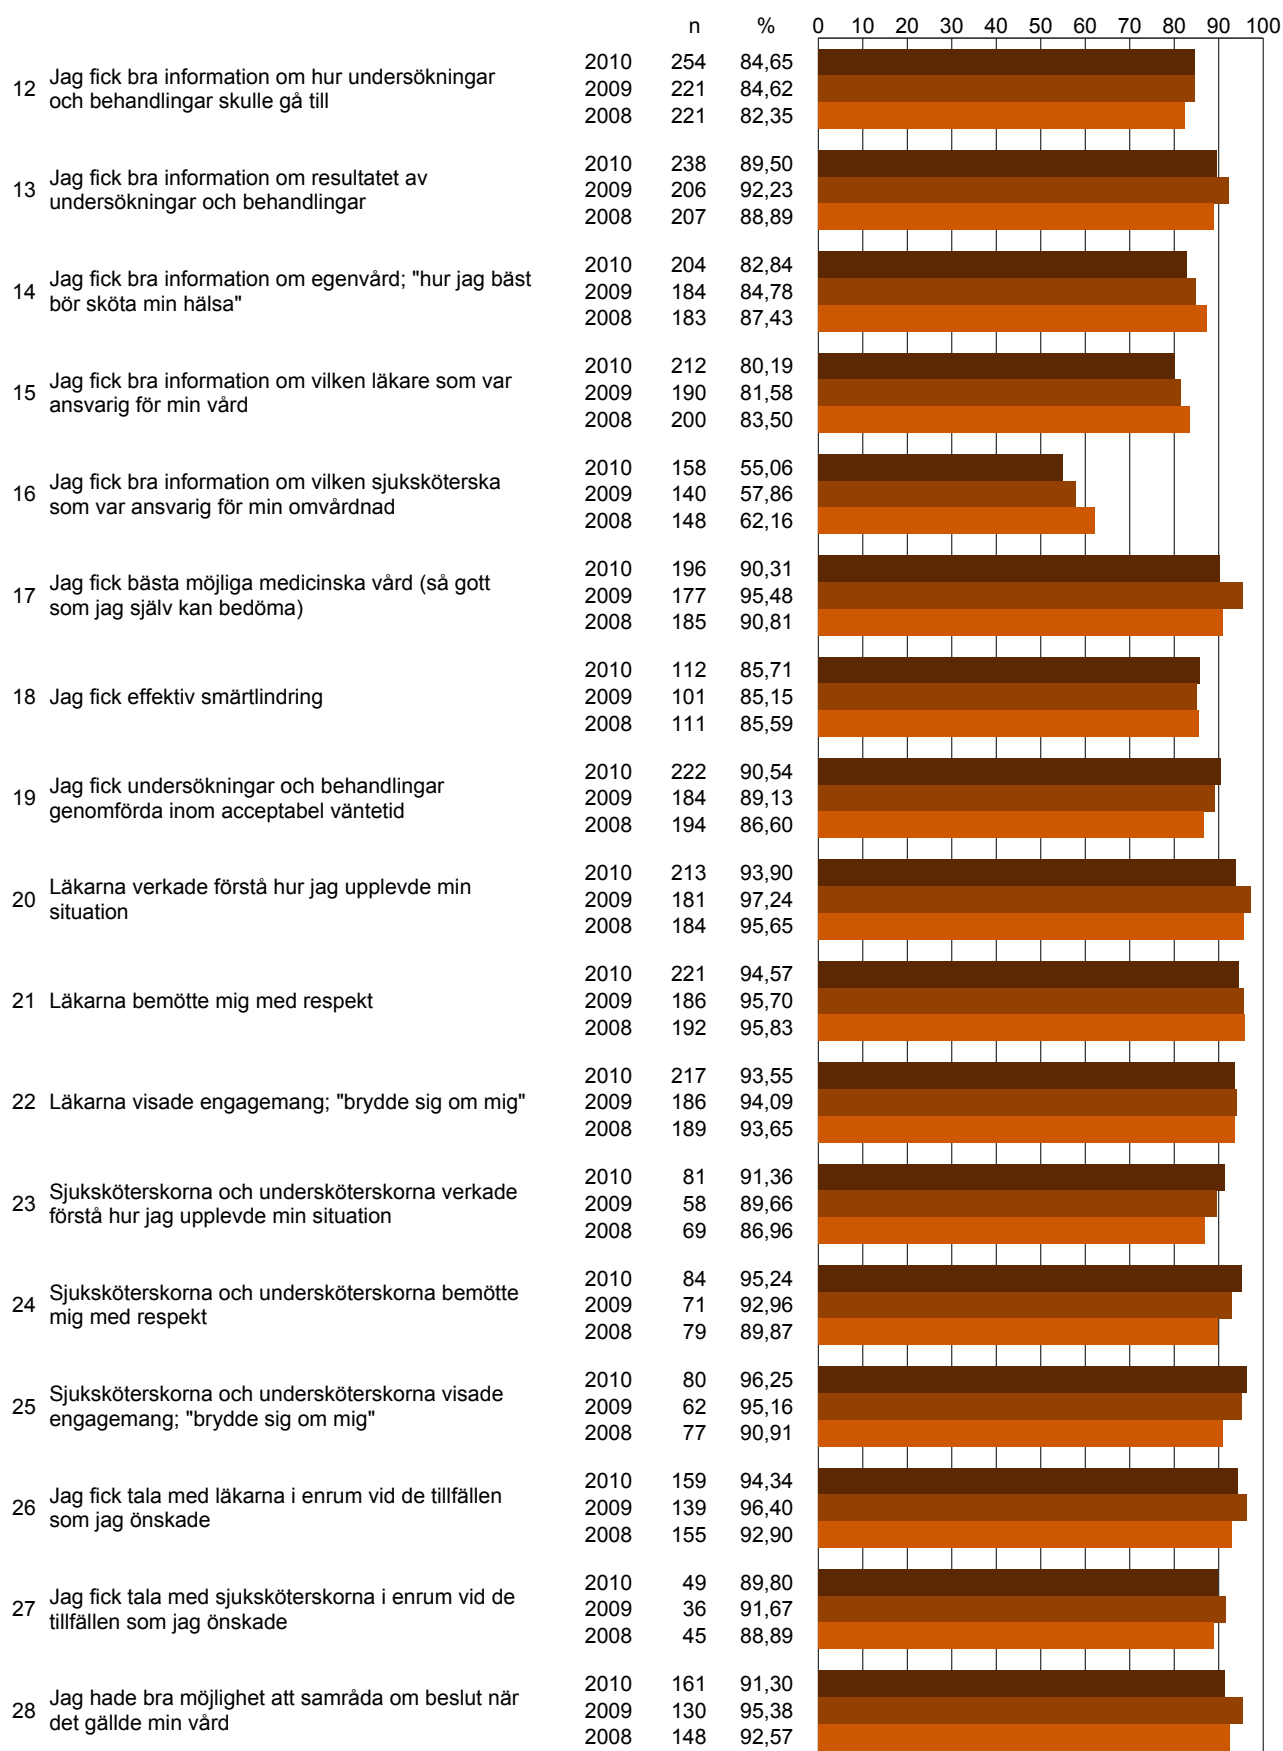 n % 0 10 20 30 40 50 60 70 80 90 100
12 Jag fick bra information om hur undersökningar
och behandlingar skulle gå till
2010 254 84,65
2009 221 84,62
2008 221 82,35
13 Jag fick bra information om resultatet av
undersökningar och behandlingar
2010 238 89,50
2009 206 92,23
2008 207 88,89
14 Jag fick bra information om egenvård; "hur jag bäst
bör sköta min hälsa"
2010 204 82,84
2009 184 84,78
2008 183 87,43
15 Jag fick bra information om vilken läkare som var
ansvarig för min vård
2010 212 80,19
2009 190 81,58
2008 200 83,50
16 Jag fick bra information om vilken sjuksköterska
som var ansvarig för min omvårdnad
2010 158 55,06
2009 140 57,86
2008 148 62,16
17 Jag fick bästa möjliga medicinska vård (så gott
som jag själv kan bedöma)
2010 196 90,31
2009 177 95,48
2008 185 90,81
18 Jag fick effektiv smärtlindring
2010 112 85,71
2009 101 85,15
2008 111 85,59
19 Jag fick undersökningar och behandlingar
genomförda inom acceptabel väntetid
2010 222 90,54
2009 184 89,13
2008 194 86,60
20 Läkarna verkade förstå hur jag upplevde min
situation
2010 213 93,90
2009 181 97,24
2008 184 95,65
21 Läkarna bemötte mig med respekt
2010 221 94,57
2009 186 95,70
2008 192 95,83
22 Läkarna visade engagemang; "brydde sig om mig"
2010 217 93,55
2009 186 94,09
2008 189 93,65
23 Sjuksköterskorna och undersköterskorna verkade
förstå hur jag upplevde min situation
2010 81 91,36
2009 58 89,66
2008 69 86,96
24 Sjuksköterskorna och undersköterskorna bemötte
mig med respekt
2010 84 95,24
2009 71 92,96
2008 79 89,87
25 Sjuksköterskorna och undersköterskorna visade
engagemang; "brydde sig om mig"
2010 80 96,25
2009 62 95,16
2008 77 90,91
26 Jag fick tala med läkarna i enrum vid de tillfällen
som jag önskade
2010 159 94,34
2009 139 96,40
2008 155 92,90
27 Jag fick tala med sjuksköterskorna i enrum vid de
tillfällen som jag önskade
2010 49 89,80
2009 36 91,67
2008 45 88,89
28 Jag hade bra möjlighet att samråda om beslut när
det gällde min vård
2010 161 91,30
2009 130 95,38
2008 148 92,57